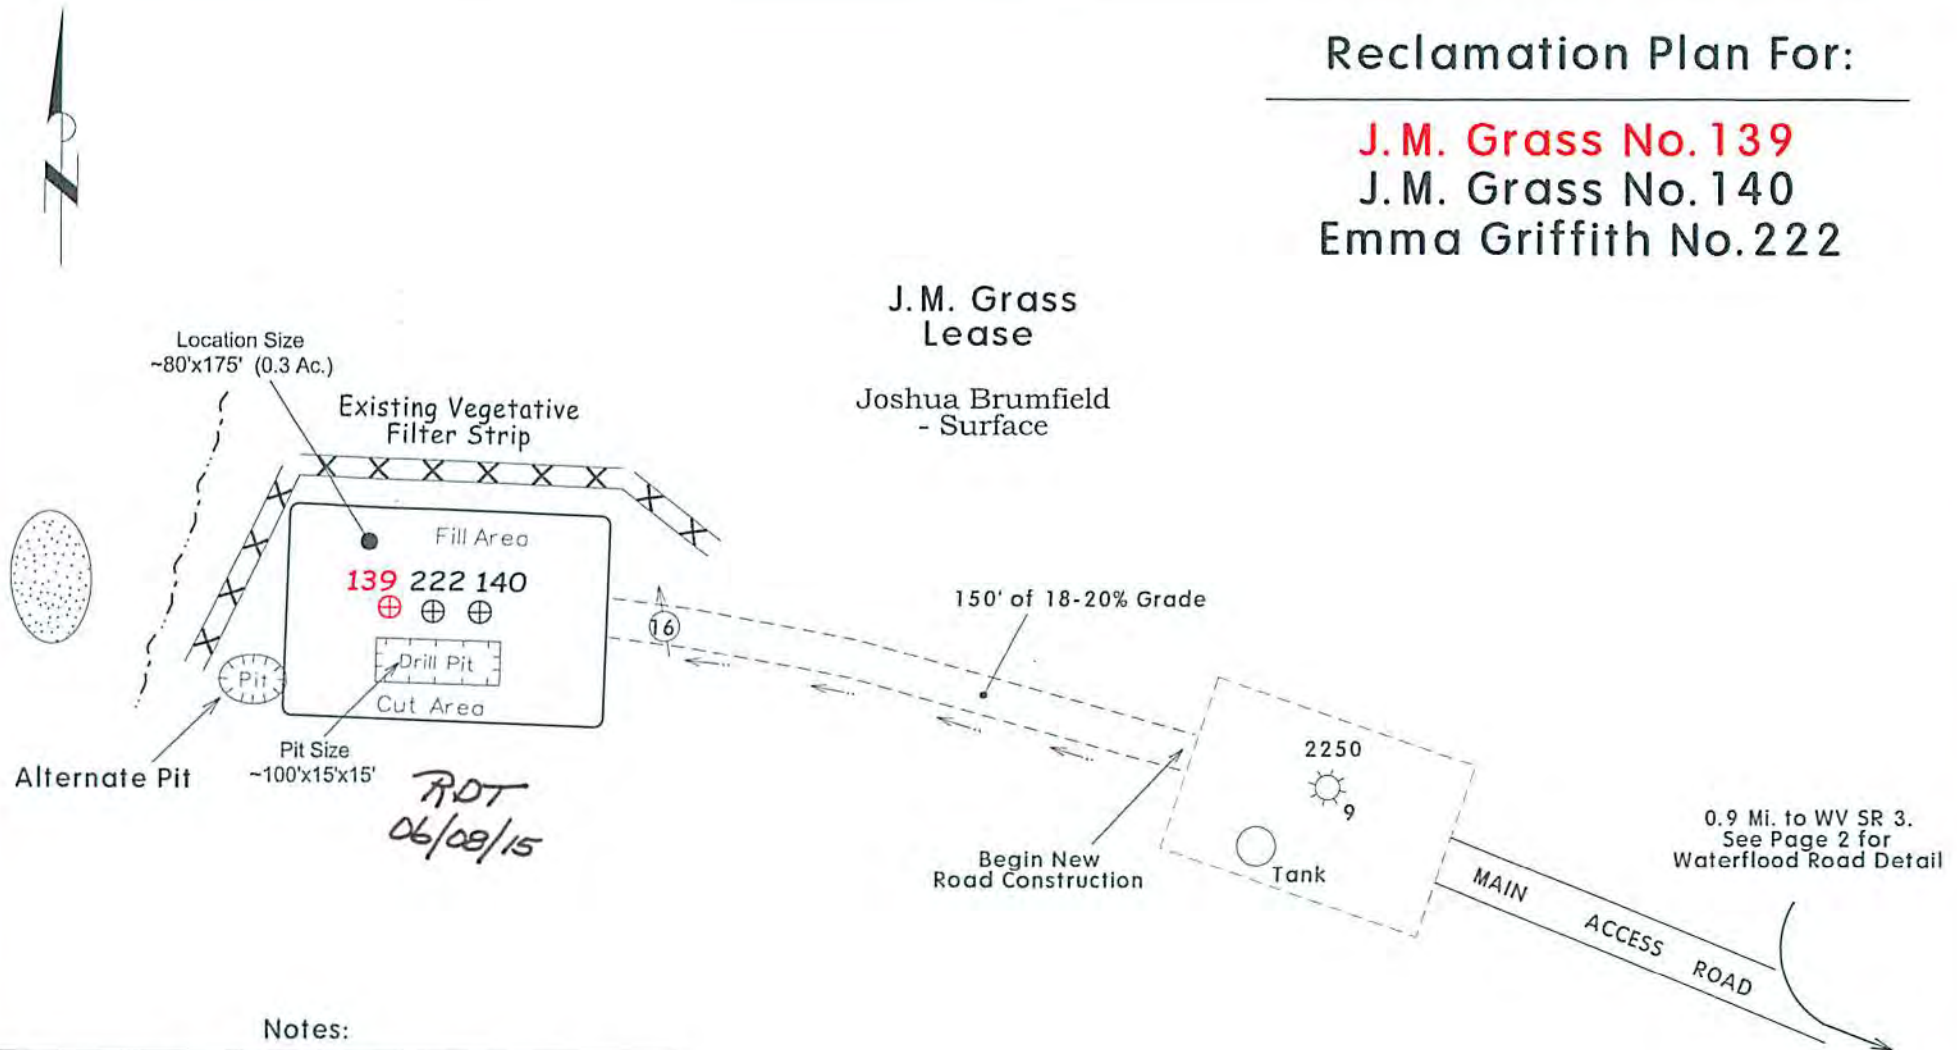 Reclamation Plan For:
J.M. Grass No.139
J.M. Grass No.140
Emma Griffith No.222
N
J.M. Grass
Lease
Joshua Brumfield
- Surface
Location Size
~80'x175' (0.3 Ac.)
Existing Vegetative
Filter Strip
Fill Area
139 222 140
Drill Pit
Cut Area
Pit
Alternate Pit
Pit Size
~100'x15'x15'
RDT
06/08/15
16
150' of 18-20% Grade
2250
9
Tank
Begin New
Road Construction
MAIN ACCESS ROAD
0.9 Mi. to WV SR 3.
See Page 2 for
Waterflood Road Detail
Notes: